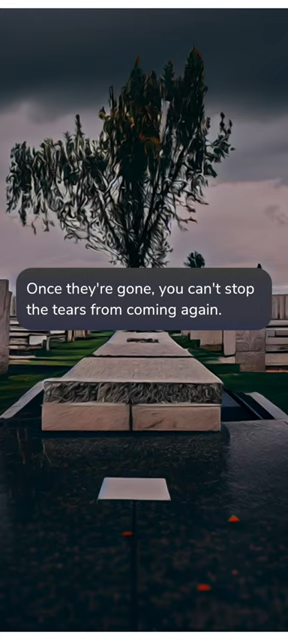 Once they're gone, you can't stop
the tears from coming again.